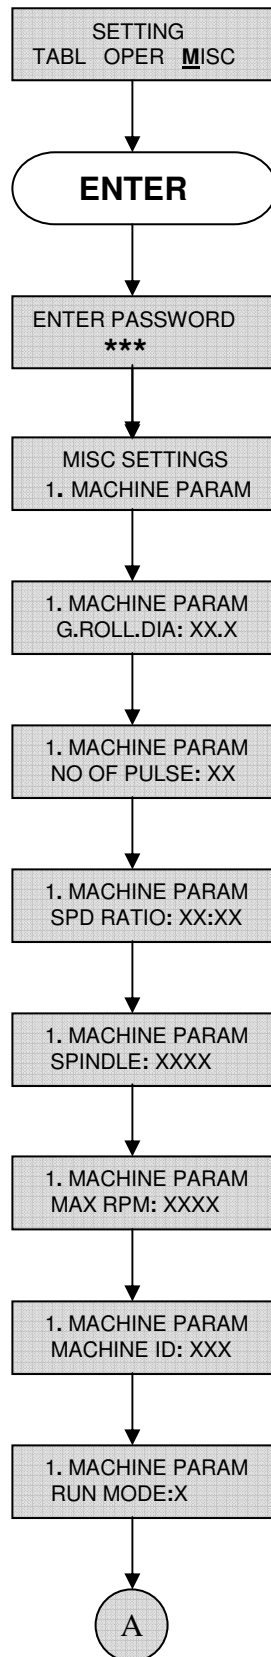 SETTING
TABL OPER MISC
ENTER
ENTER PASSWORD
***
MISC SETTINGS
1. MACHINE PARAM
1. MACHINE PARAM
G.ROLL.DIA: XX.X
1. MACHINE PARAM
NO OF PULSE: XX
1. MACHINE PARAM
SPD RATIO: XX:XX
1. MACHINE PARAM
SPINDLE: XXXX
1. MACHINE PARAM
MAX RPM: XXXX
1. MACHINE PARAM
MACHINE ID: XXX
1. MACHINE PARAM
RUN MODE:X
A